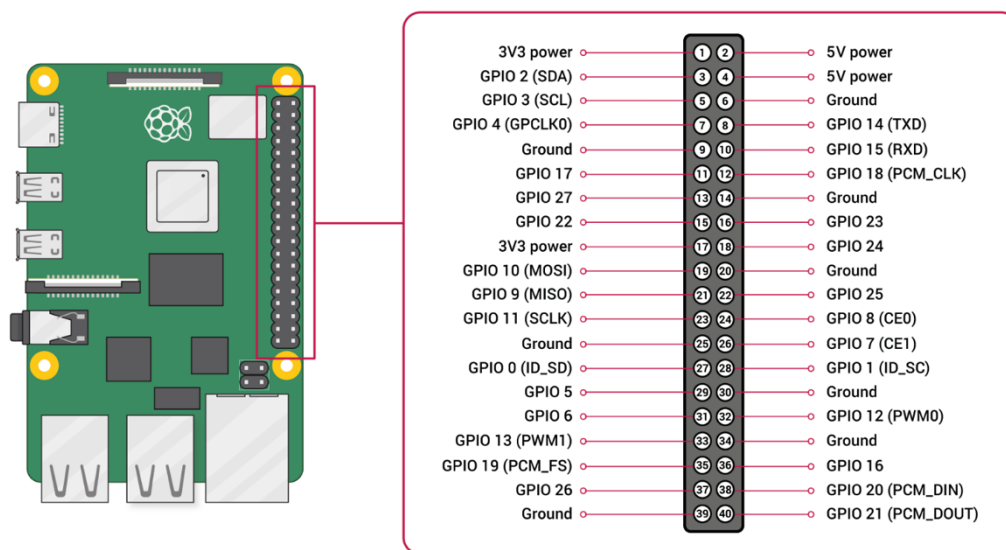 3V3 power 1 2 5V power
GPIO 2 (SDA) 3 4 5V power
GPIO 3 (SCL) 5 6 Ground
GPIO 4 (GPCLK0) 7 8 GPIO 14 (TXD)
Ground 9 10 GPIO 15 (RXD)
GPIO 17 11 12 GPIO 18 (PCM_CLK)
GPIO 27 13 14 Ground
GPIO 22 15 16 GPIO 23
3V3 power 17 18 GPIO 24
GPIO 10 (MOSI) 19 20 Ground
GPIO 9 (MISO) 21 22 GPIO 25
GPIO 11 (SCLK) 23 24 GPIO 8 (CE0)
Ground 25 26 GPIO 7 (CE1)
GPIO 0 (ID_SD) 27 28 GPIO 1 (ID_SC)
GPIO 5 29 30 Ground
GPIO 6 31 32 GPIO 12 (PWM0)
GPIO 13 (PWM1) 33 34 Ground
GPIO 19 (PCM_FS) 35 36 GPIO 16
GPIO 26 37 38 GPIO 20 (PCM_DIN)
Ground 39 40 GPIO 21 (PCM_DOUT)